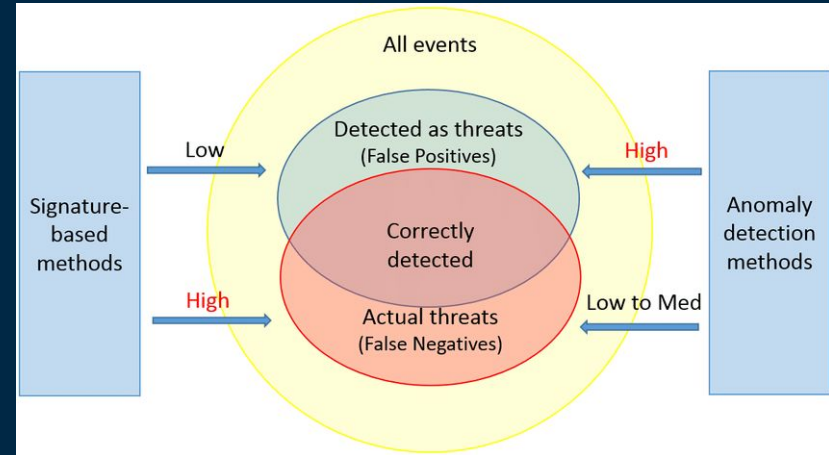 All events
Detected as threats
(False Positives)
Low
High
Signature-
based
methods
Correctly
detected
Anomaly
detection
methods
High
Low to Med
Actual threats
(False Negatives)